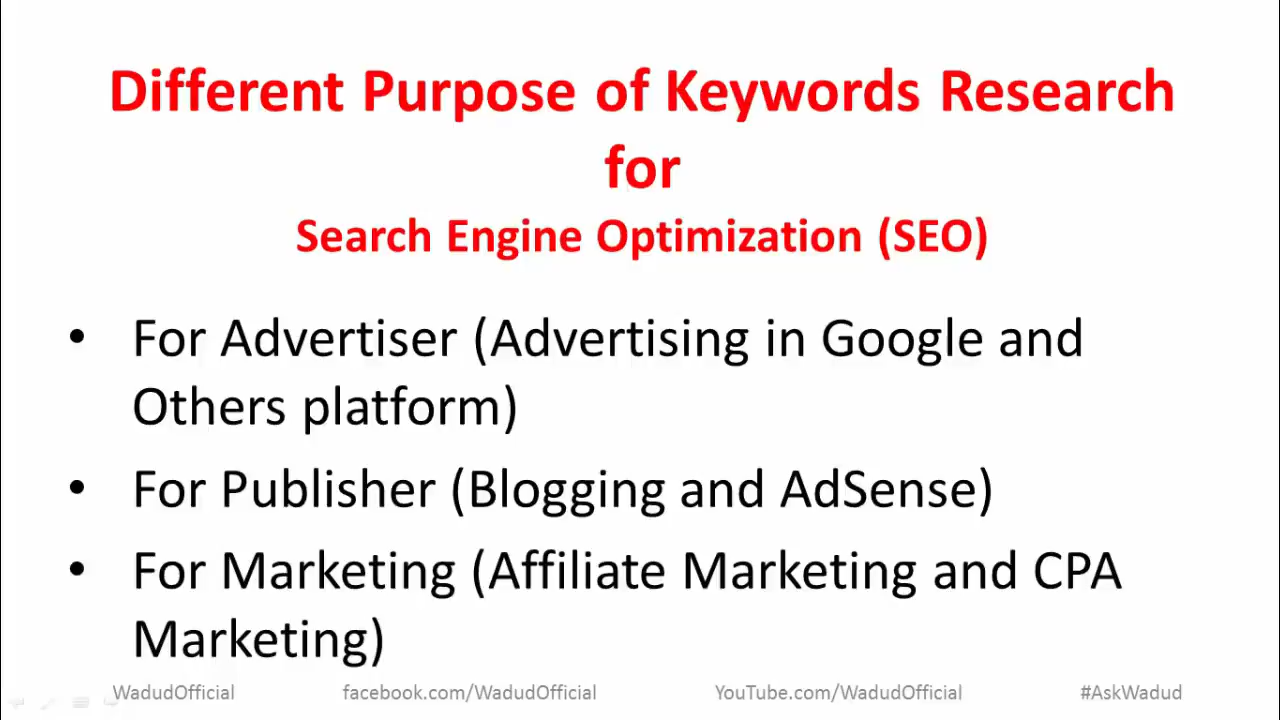 Different Purpose of Keywords Research
for
Search Engine Optimization (SEO)
• For Advertiser (Advertising in Google and
Others platform)
• For Publisher (Blogging and AdSense)
• For Marketing (Affiliate Marketing and CPA
Marketing)
WadudOfficial facebook.com/WadudOfficial YouTube.com/WadudOfficial #AskWadud